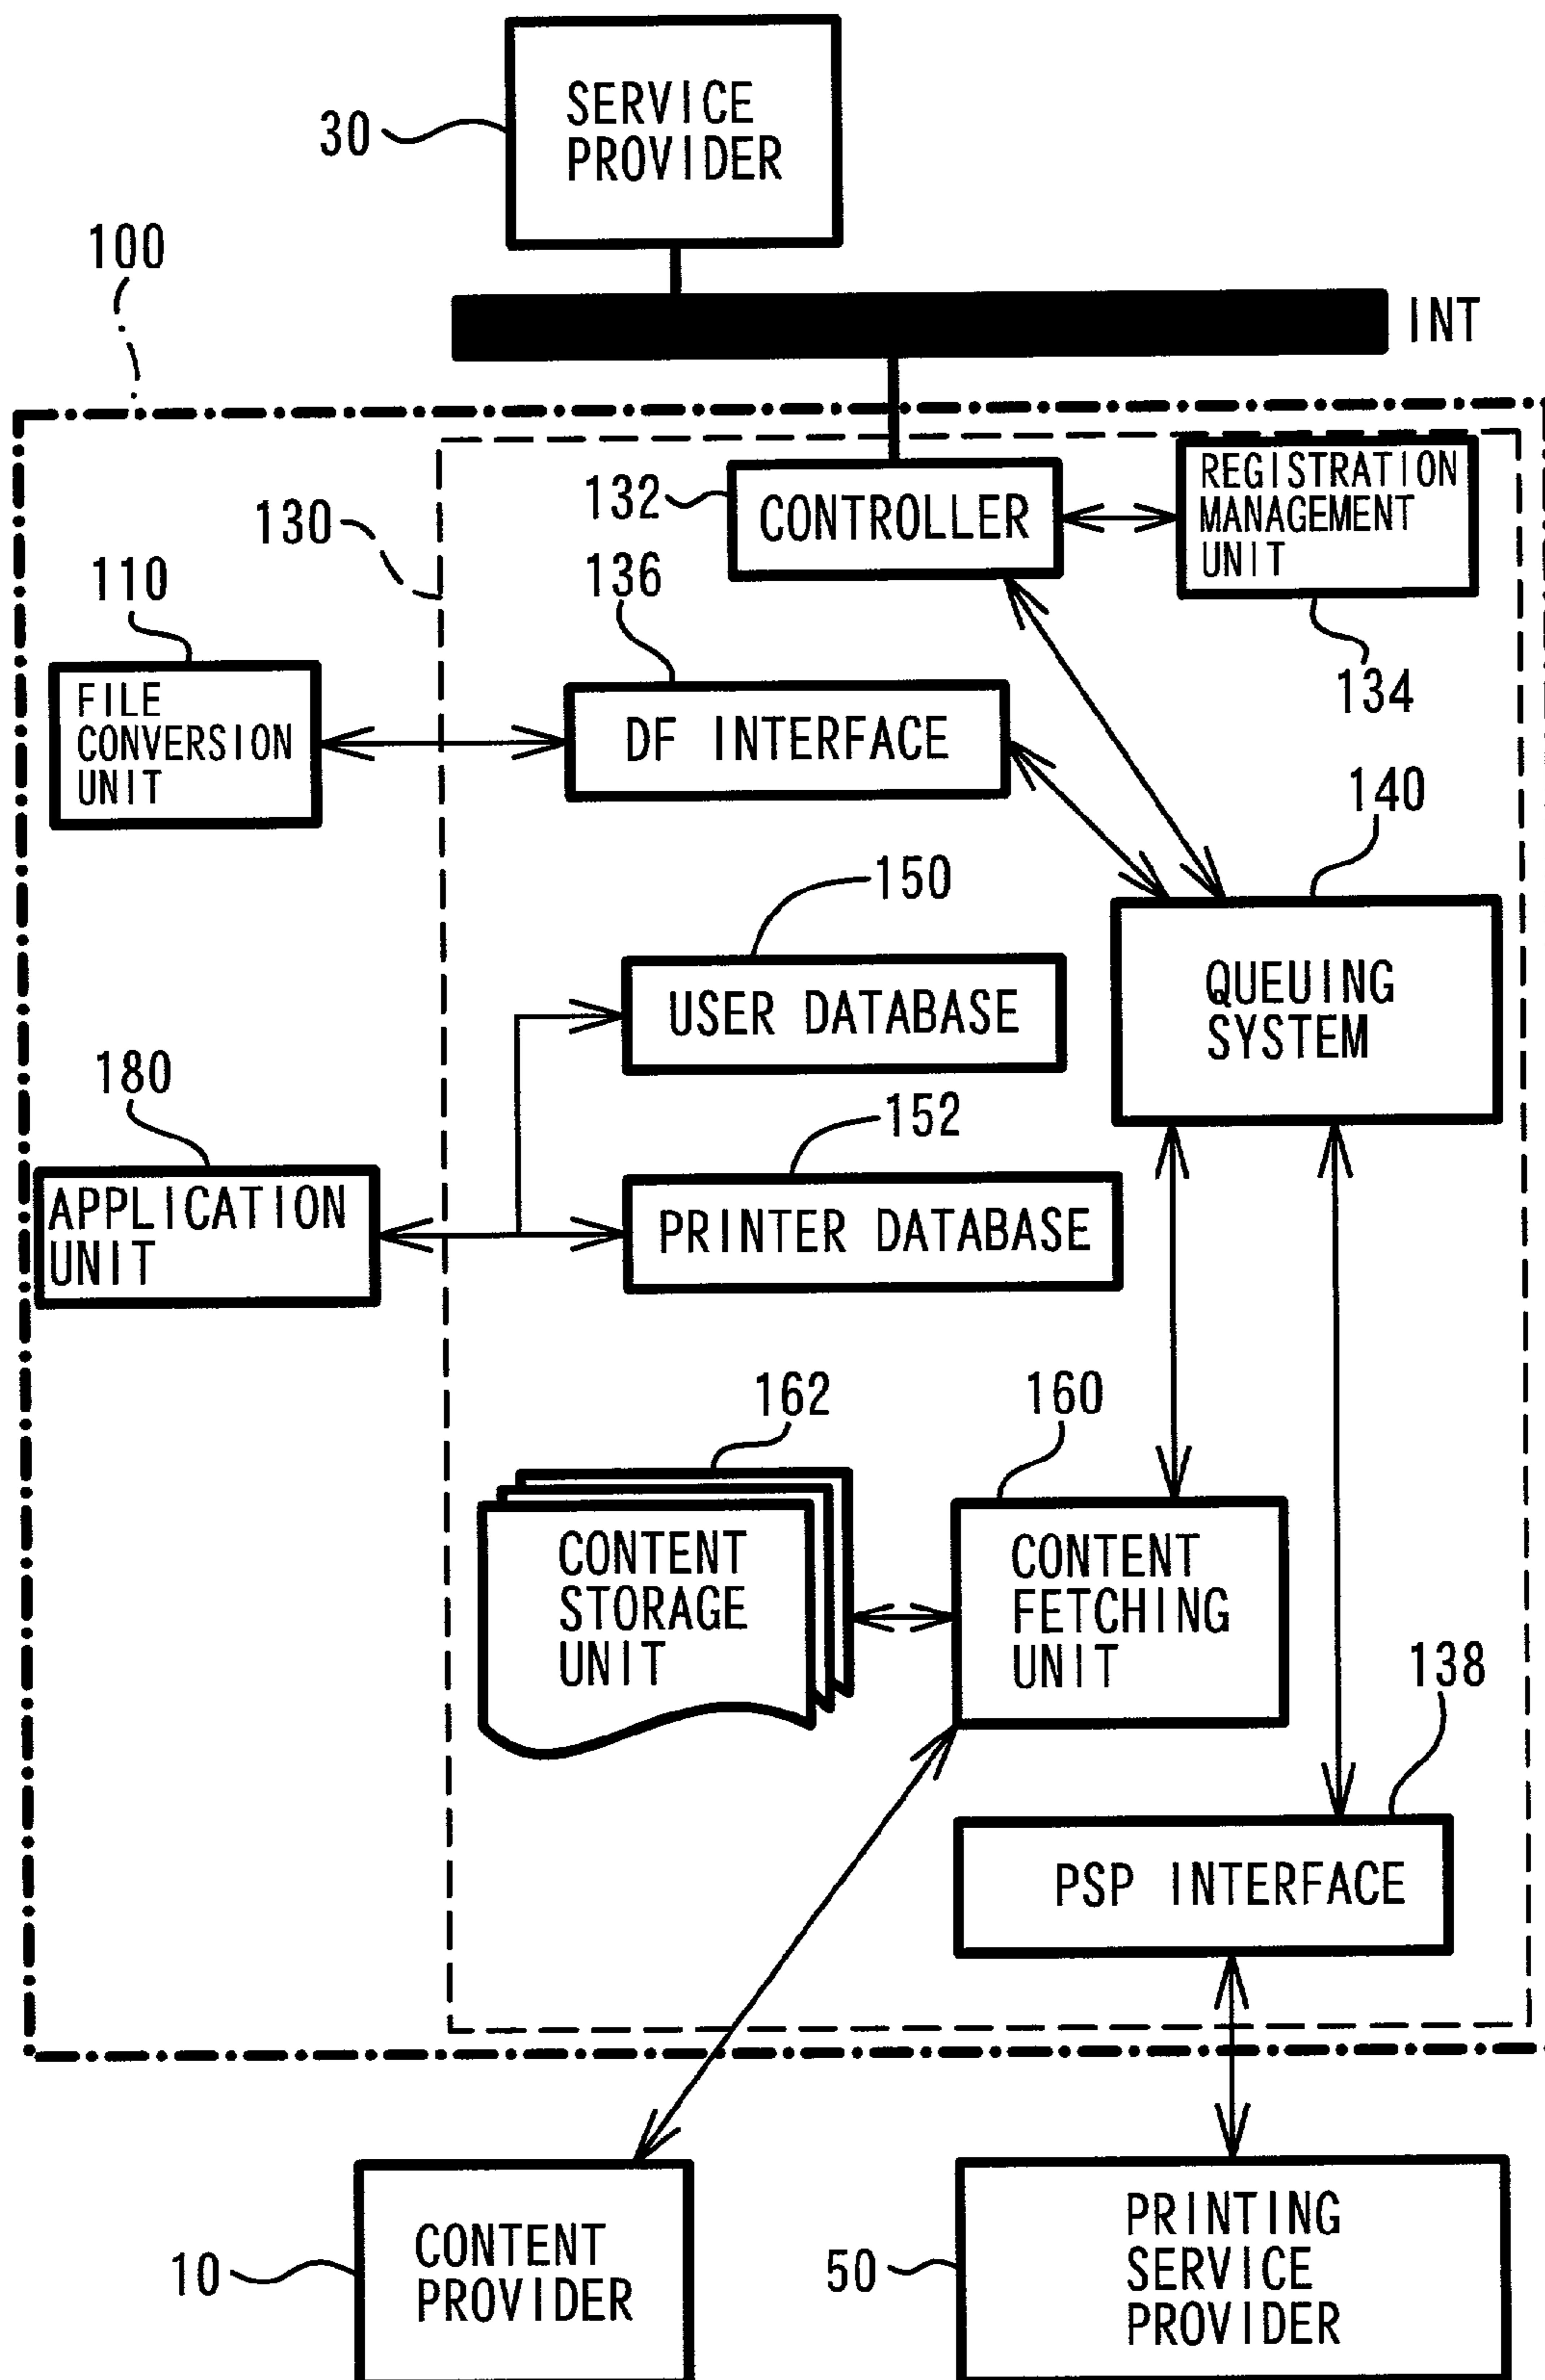 SERVICE
PROVIDER
30
100
INT
132
CONTROLLER
REGISTRATION
MANAGEMENT
UNIT
130
134
110
136
FILE
CONVERSION
UNIT
DF INTERFACE
140
150
USER DATABASE
QUEUING
SYSTEM
180
152
APPLICATION
UNIT
PRINTER DATABASE
162
160
CONTENT
STORAGE
UNIT
CONTENT
FETCHING
UNIT
138
PSP INTERFACE
10
CONTENT
PROVIDER
50
PRINTING
SERVICE
PROVIDER